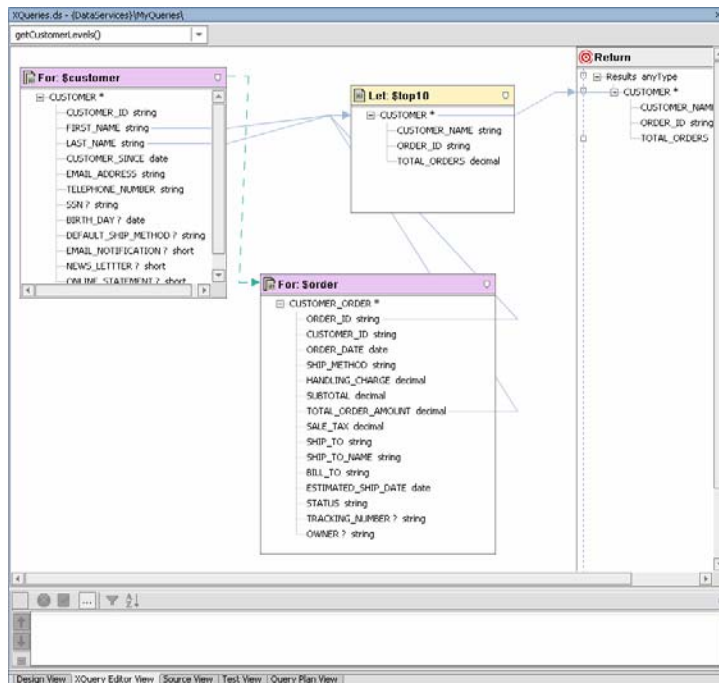 XQueries.ds - {DataServices}\MyQueries\
getCustomerLevels()
For: $customer
CUSTOMER *
CUSTOMER_ID string
FIRST_NAME string
LAST_NAME string
CUSTOMER_SINCE date
EMAIL_ADDRESS string
TELEPHONE_NUMBER string
SSN ? string
BIRTH_DAY ? date
DEFAULT_SHIP_METHOD ? string
EMAIL_NOTIFICATION ? short
NEWS_LETTTER ? short
ONLINE_STATEMENT ? short
Let: $top10
CUSTOMER *
CUSTOMER_NAME string
ORDER_ID string
TOTAL_ORDERS decimal
Return
Results anyType
CUSTOMER *
CUSTOMER_NAME
ORDER_ID string
TOTAL_ORDERS
For: $order
CUSTOMER_ORDER *
ORDER_ID string
CUSTOMER_ID string
ORDER_DATE date
SHIP_METHOD string
HANDLING_CHARGE decimal
SUBTOTAL decimal
TOTAL_ORDER_AMOUNT decimal
SALE_TAX decimal
SHIP_TO string
SHIP_TO_NAME string
BILL_TO string
ESTIMATED_SHIP_DATE date
STATUS string
TRACKING_NUMBER ? string
OWNER ? string
Design View | XQuery Editor View | Source View | Test View | Query Plan View